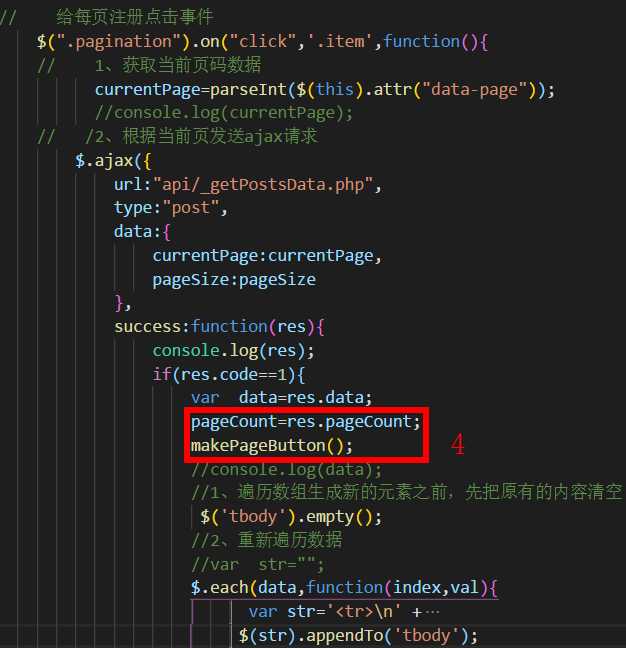 //    给每页注册点击事件
$(".pagination").on("click",'.item',function(){
//    1、获取当前页码数据
currentPage=parseInt($(this).attr("data-page"));
//console.log(currentPage);
//   /2、根据当前页发送ajax请求
$.ajax({
url:"api/_getPostsData.php",
type:"post",
data:{
currentPage:currentPage,
pageSize:pageSize
},
success:function(res){
console.log(res);
if(res.code==1){
var  data=res.data;
pageCount=res.pageCount;
makePageButton(); 4
//console.log(data);
//1、遍历数组生成新的元素之前，先把原有的内容清空
$('tbody').empty();
//2、重新遍历数据
//var  str="";
$.each(data,function(index,val){
var str='<tr>\n' +…
$(str).appendTo('tbody');